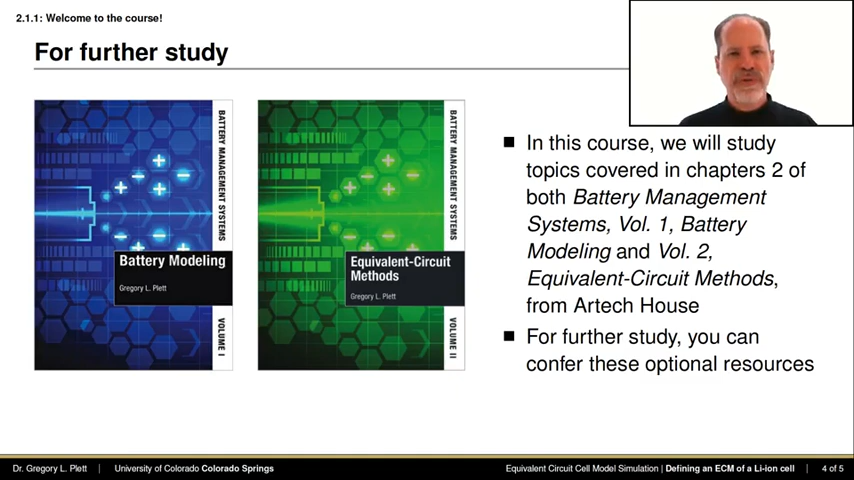 2.1.1: Welcome to the course!
For further study
BATTERY MANAGEMENT SYSTEMS
Battery Modeling
Gregory L. Plett
VOLUME I
BATTERY MANAGEMENT SYSTEMS
Equivalent-Circuit
Methods
Gregory L. Plett
VOLUME II
■ In this course, we will study
topics covered in chapters 2 of
both Battery Management
Systems, Vol. 1, Battery
Modeling and Vol. 2,
Equivalent-Circuit Methods,
from Artech House
■ For further study, you can
confer these optional resources
Dr. Gregory L. Plett | University of Colorado Colorado Springs
Equivalent Circuit Cell Model Simulation | Defining an ECM of a Li-ion cell | 4 of 5